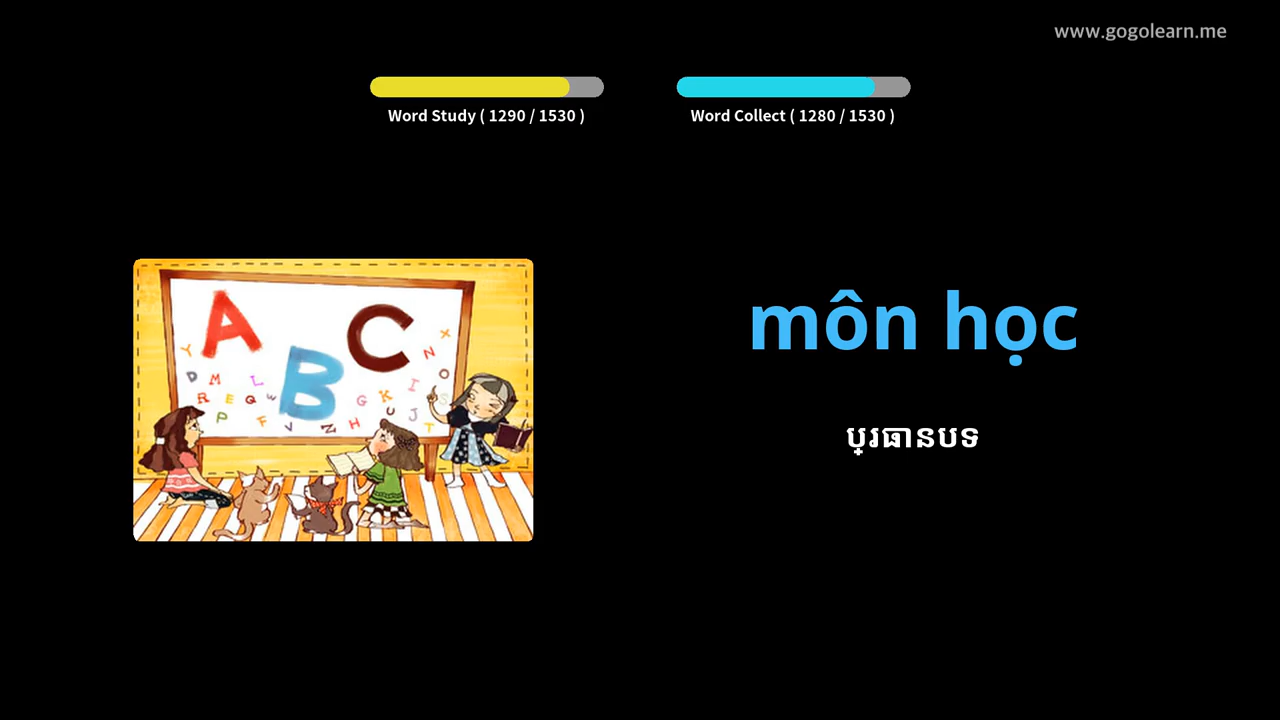 www.gogolearn.me
Word Study ( 1290 / 1530 )
Word Collect ( 1280 / 1530 )
A
C
B
X
Y
N
D M L O
R E Q W G K I S
P F V Z H U J T
môn học
ប្រធានបទ